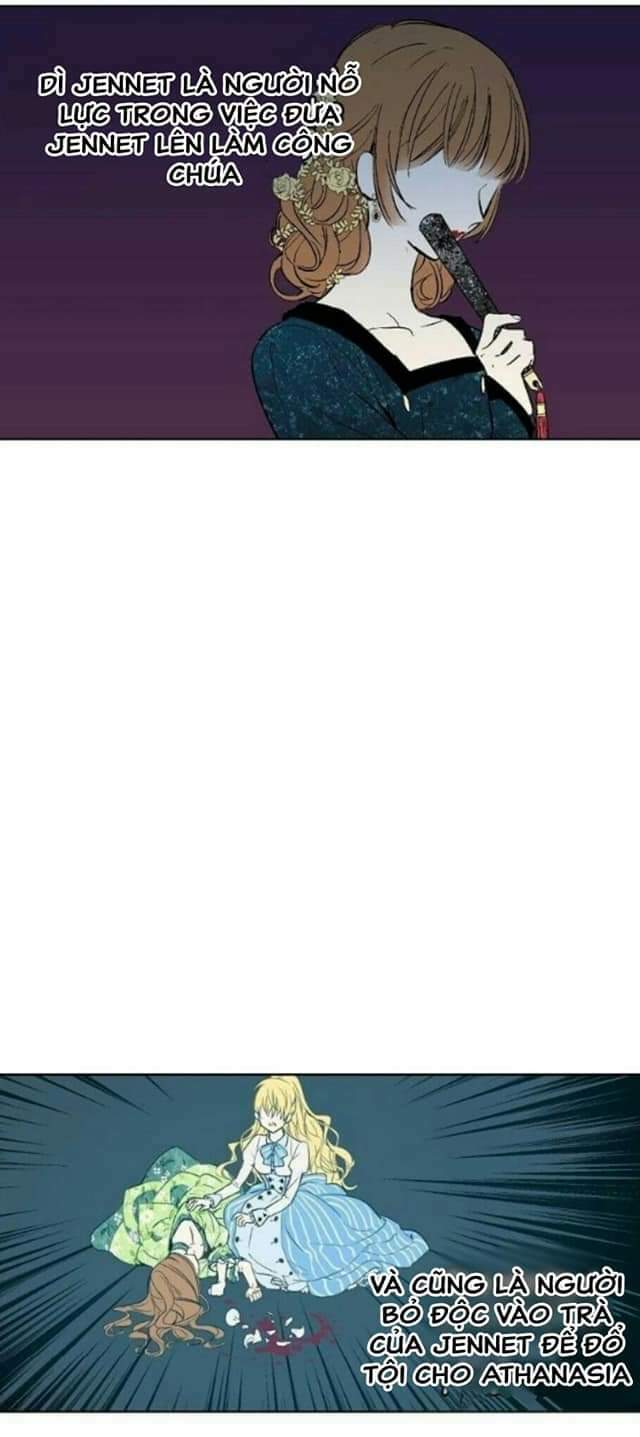 DÌ JENNET LÀ NGƯỜI NỖ
LỰC TRONG VIỆC ĐƯA
JENNET LÊN LÀM CÔNG
CHÚA
VÀ CŨNG LÀ NGƯỜI
BỎ ĐỘC VÀO TRÀ
CỦA JENNET ĐỂ ĐỔ
TỘI CHO ATHANASIA